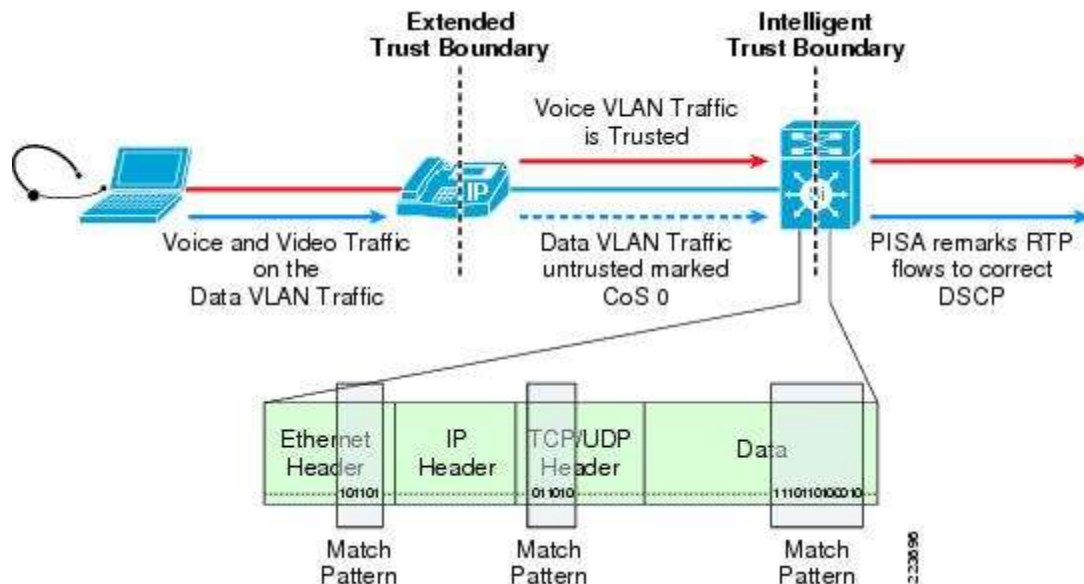 Extended
Trust Boundary
Intelligent
Trust Boundary
Voice VLAN Traffic
is Trusted
IP
Si
Voice and Video Traffic
on the
Data VLAN Traffic
Data VLAN Traffic
untrusted marked
CoS 0
PISA remarks RTP
flows to correct
DSCP
Ethernet
Header
101101
IP
Header
TCP/UDP
Header
011010
Data
1110110100010
Match
Pattern
Match
Pattern
Match
Pattern
223696